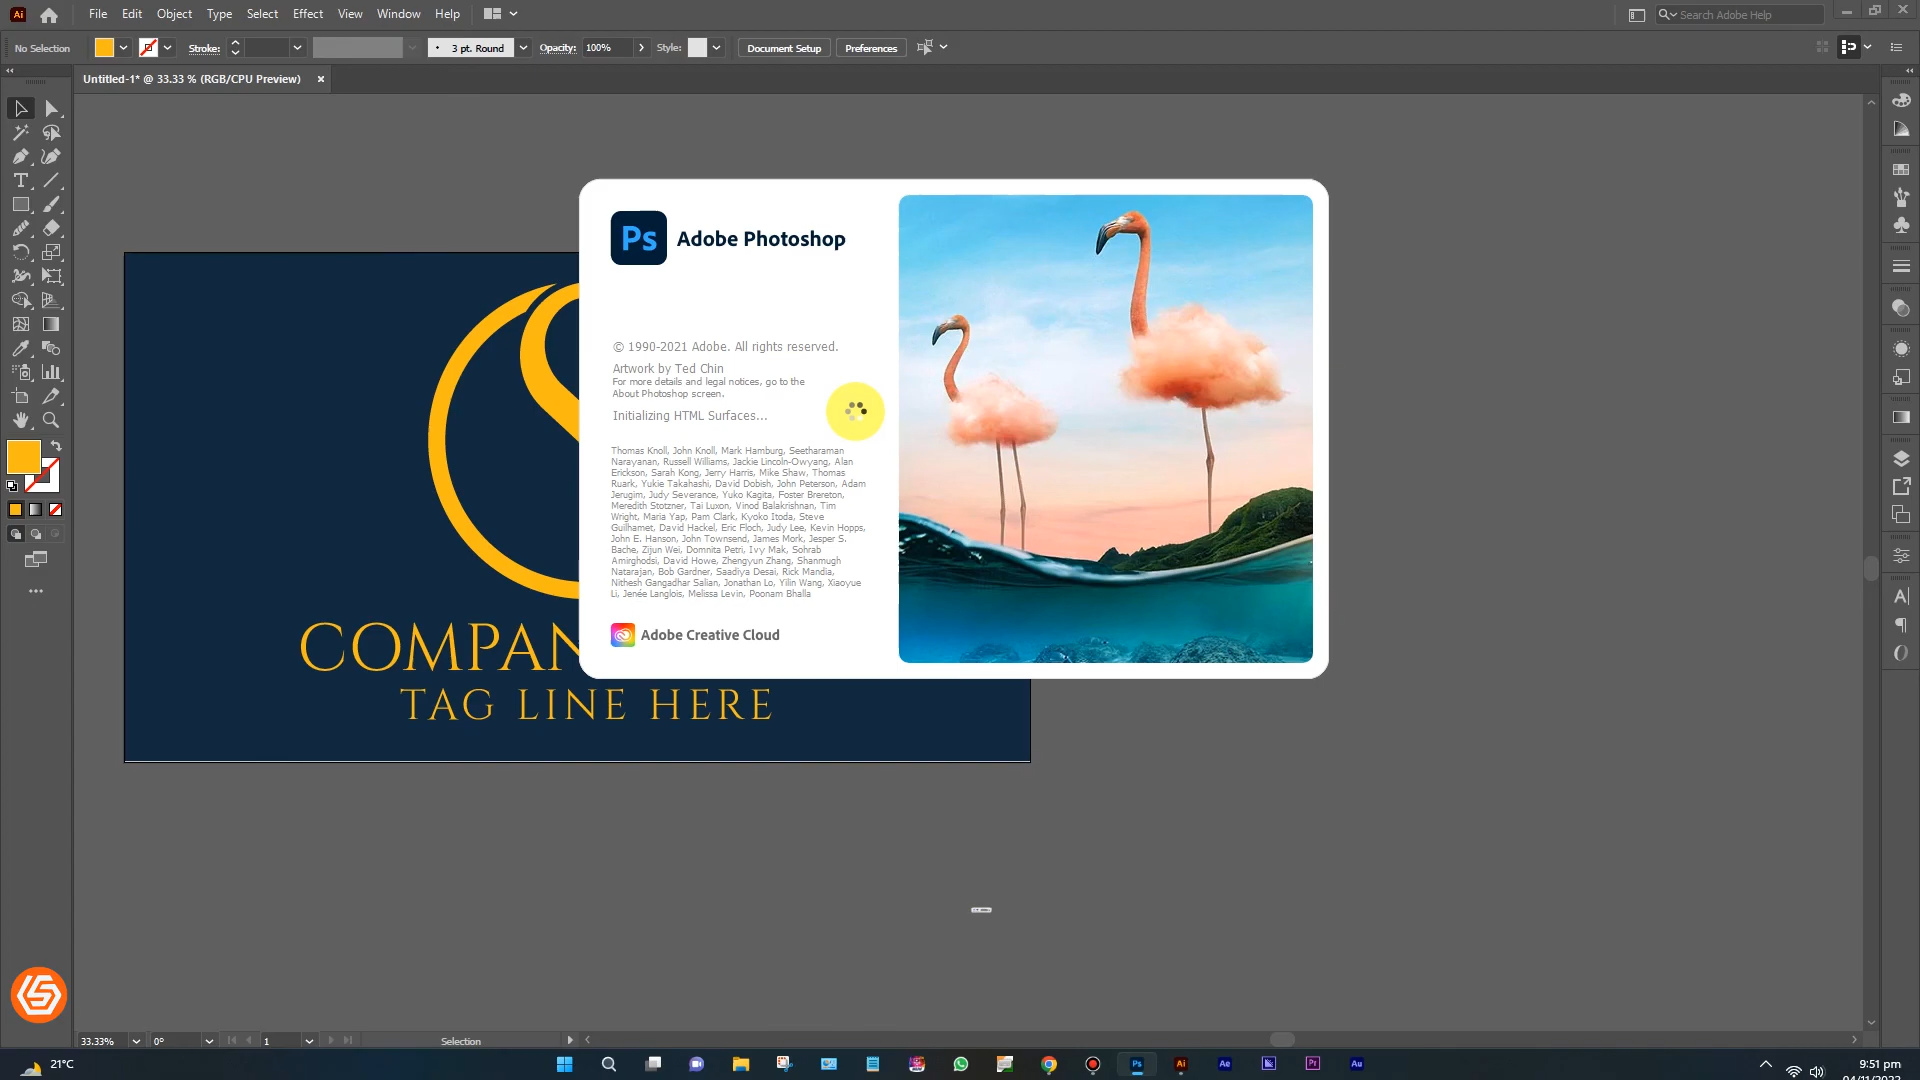 Ai File Edit Object Type Select Effect View Window Help
Search Adobe Help
No Selection Stroke: 3 pt. Round Opacity: 100% Style: Document Setup Preferences
Untitled-1* @ 33.33 % (RGB/CPU Preview) ×
Ps Adobe Photoshop
© 1990-2021 Adobe. All rights reserved.
Artwork by Ted Chin
For more details and legal notices, go to the
About Photoshop screen.
Initializing HTML Surfaces...
Thomas Knoll, John Knoll, Mark Hamburg, Seetharaman
Narayanan, Russell Williams, Jackie Lincoln-Owyang, Alan
Erickson, Sarah Kong, Jerry Harris, Mike Shaw, Thomas
Ruark, Yukie Takahashi, David Dobish, John Peterson, Adam
Jerugim, Judy Severance, Yuko Kagita, Foster Brereton,
Meredith Stotzner, Tai Luxon, Vinod Balakrishnan, Tim
Wright, Maria Yap, Pam Clark, Kyoko Itoda, Steve
Guilhamet, David Hackel, Eric Floch, Judy Lee, Kevin Hopps,
John E. Hanson, John Townsend, James Mork, Jesper S.
Bache, Zijun Wei, Domnita Petri, Ivy Mak, Sohrab
Amirghodsi, David Howe, Zhengyun Zhang, Shanmugh
Natarajan, Bob Gardner, Saadiya Desai, Rick Mandia,
Nithesh Gangadhar Salian, Jonathan Lo, Yilin Wang, Xiaoyue
Li, Jenée Langlois, Melissa Levin, Poonam Bhalla
Adobe Creative Cloud
COMPAN
TAG LINE HERE
33.33% 0° 1 Selection
21°C
Ps Ai Ae Pr Au
9:51 pm
04/11/2022